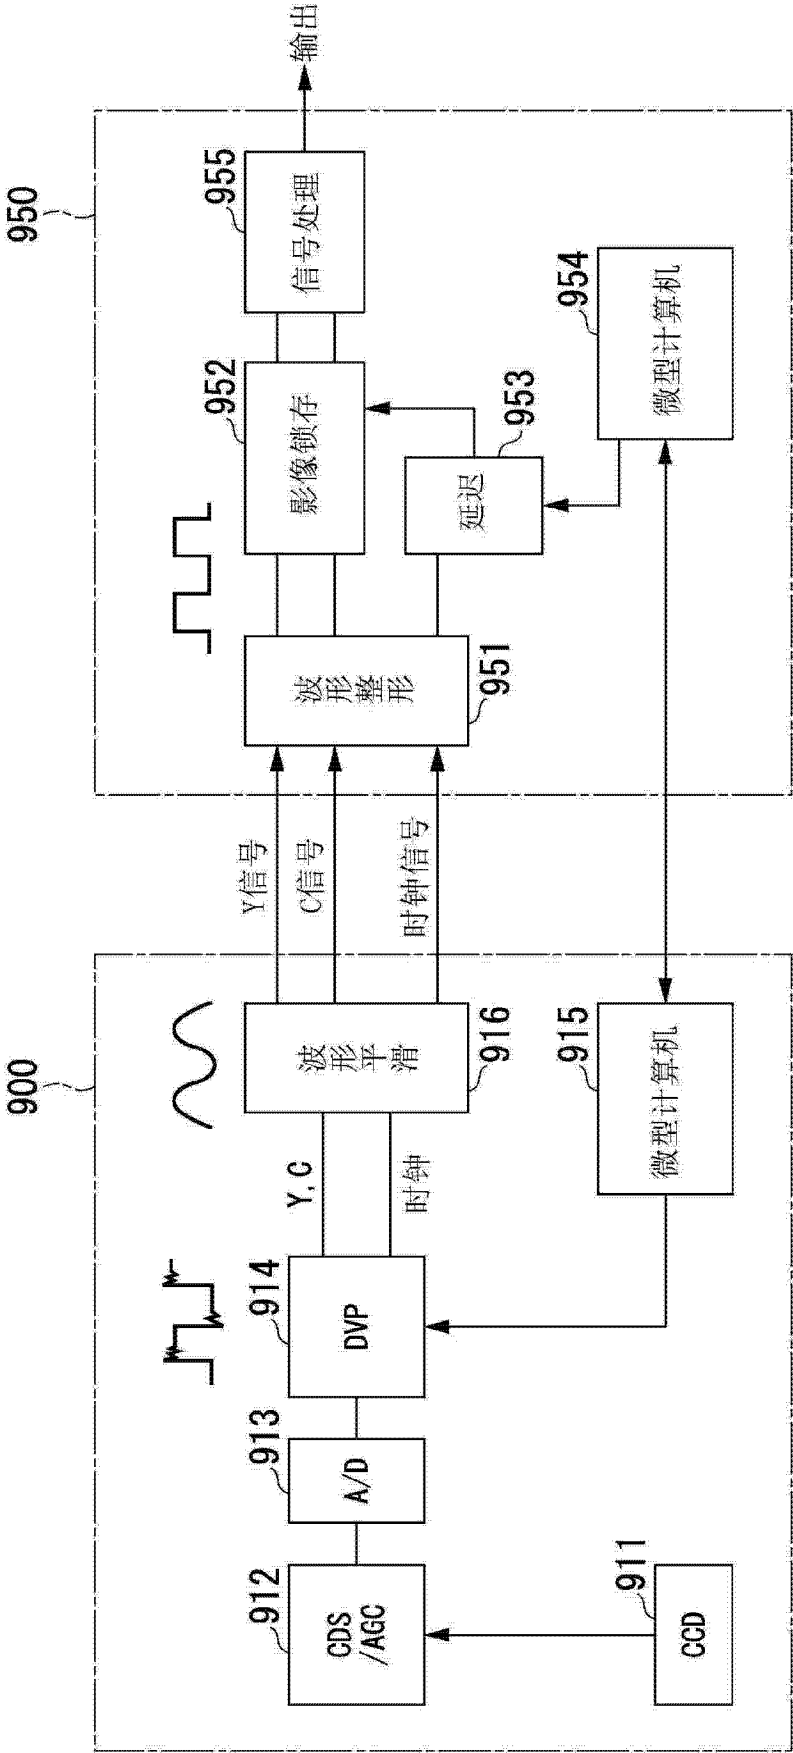 900
CCD
911
CDS
/AGC
912
A/D
913
DVP
914
Y, C
时钟
波形平滑
916
微型计算机
915
Y信号
C信号
时钟信号
950
波形整形
951
影像锁存
952
延迟
953
微型计算机
954
信号处理
955
输出